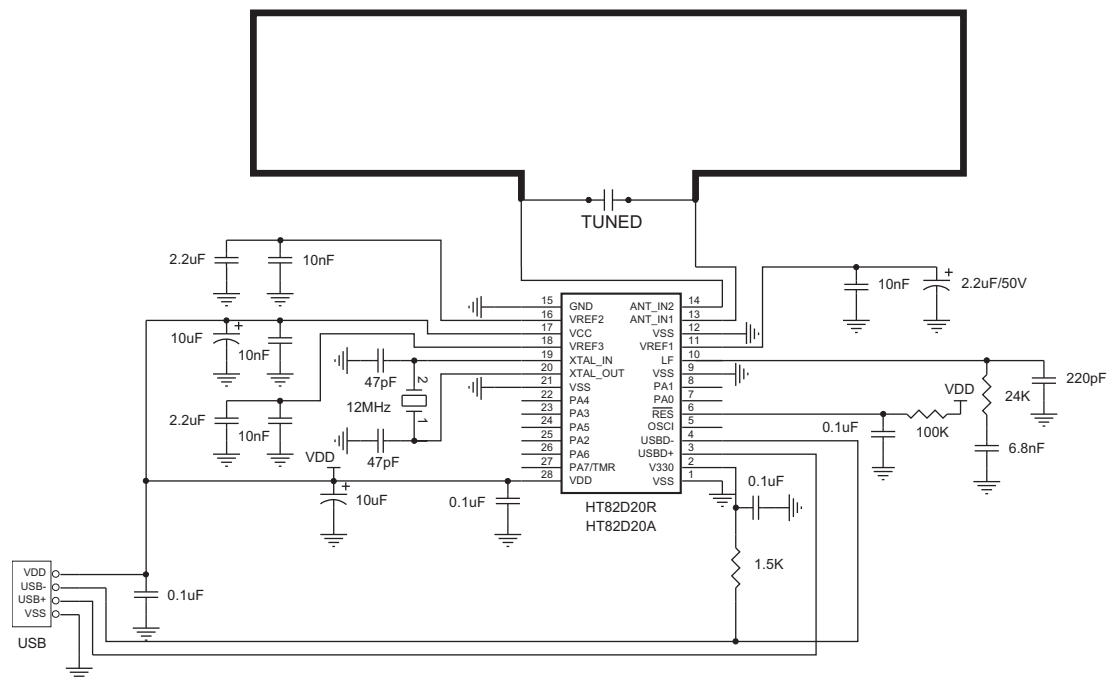 TUNED
2.2uF
10nF
10nF
2.2uF/50V
+
10uF
+
10nF
2.2uF
10nF
47pF
2
12MHz
1
47pF
15 GND
16 VREF2
17 VCC
18 VREF3
19 XTAL_IN
20 XTAL_OUT
21 VSS
22 PA4
23 PA3
24 PA5
25 PA2
26 PA6
27 PA7/TMR
28 VDD
ANT_IN2 14
ANT_IN1 13
VSS 12
VREF1 11
LF 10
VSS 9
PA1 8
PA0 7
RES 6
OSCI 5
USBD- 4
USBD+ 3
V330 2
VSS 1
HT82D20R
HT82D20A
VDD
+
10uF
0.1uF
VDD
24K
220pF
0.1uF
100K
6.8nF
0.1uF
1.5K
VDD
USB-
USB+
VSS
USB
0.1uF